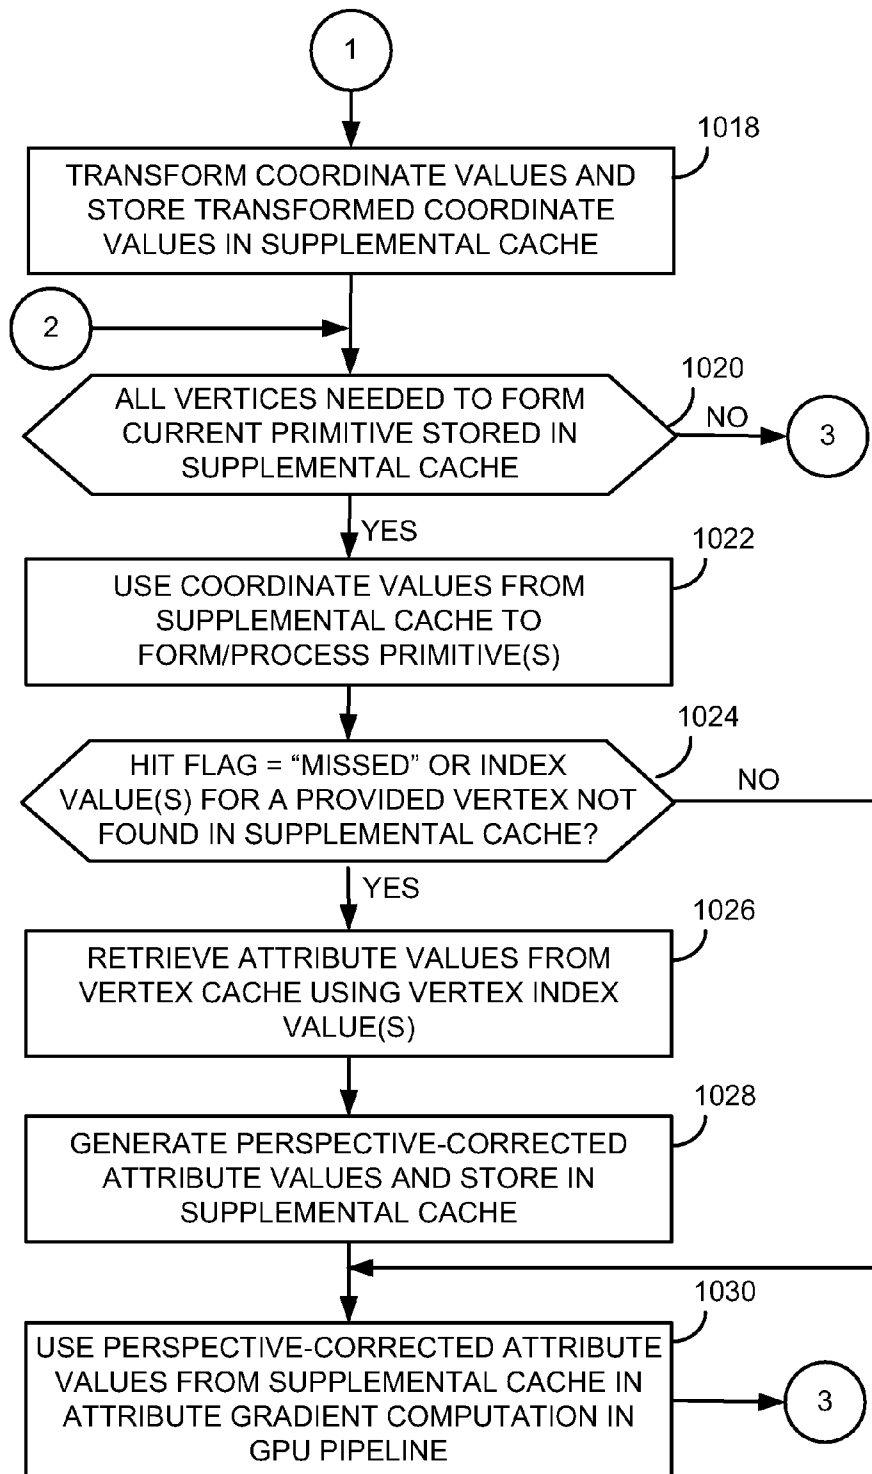 1
1018
TRANSFORM COORDINATE VALUES AND
STORE TRANSFORMED COORDINATE
VALUES IN SUPPLEMENTAL CACHE
2
1020
ALL VERTICES NEEDED TO FORM
CURRENT PRIMITIVE STORED IN
SUPPLEMENTAL CACHE
NO
3
YES
1022
USE COORDINATE VALUES FROM
SUPPLEMENTAL CACHE TO
FORM/PROCESS PRIMITIVE(S)
1024
HIT FLAG = “MISSED” OR INDEX
VALUE(S) FOR A PROVIDED VERTEX NOT
FOUND IN SUPPLEMENTAL CACHE?
NO
YES
1026
RETRIEVE ATTRIBUTE VALUES FROM
VERTEX CACHE USING VERTEX INDEX
VALUE(S)
1028
GENERATE PERSPECTIVE-CORRECTED
ATTRIBUTE VALUES AND STORE IN
SUPPLEMENTAL CACHE
1030
USE PERSPECTIVE-CORRECTED ATTRIBUTE
VALUES FROM SUPPLEMENTAL CACHE IN
ATTRIBUTE GRADIENT COMPUTATION IN
GPU PIPELINE
3